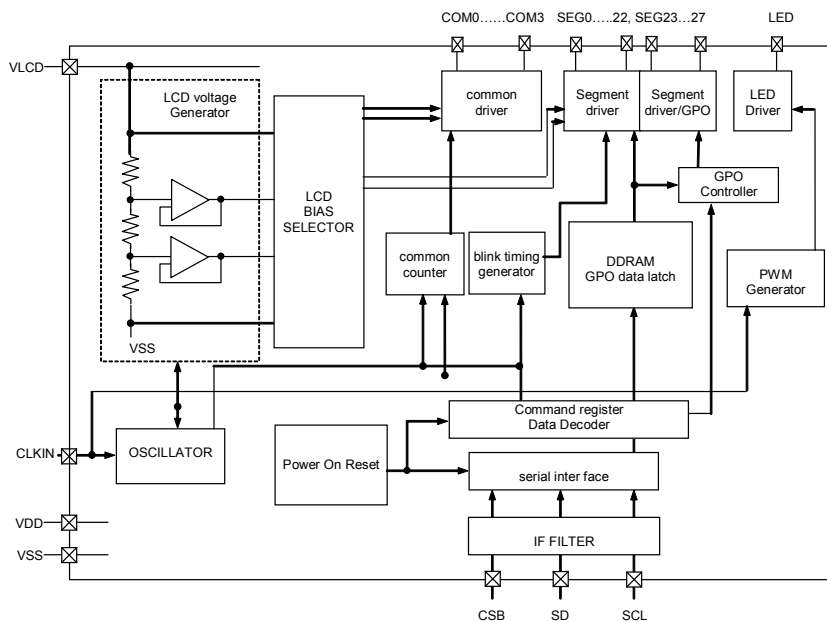 COM0……COM3 SEG0…..22, SEG23…27 LED
VLCD
LCD voltage
Generator
common
driver
Segment
driver
Segment
driver/GPO
LED
Driver
LCD
BIAS
SELECTOR
GPO
Controller
common
counter
blink timing
generator
DDRAM
GPO data latch
PWM
Generator
VSS
Command register
Data Decoder
CLKIN
OSCILLATOR
Power On Reset
serial inter face
VDD
VSS
IF FILTER
CSB SD SCL